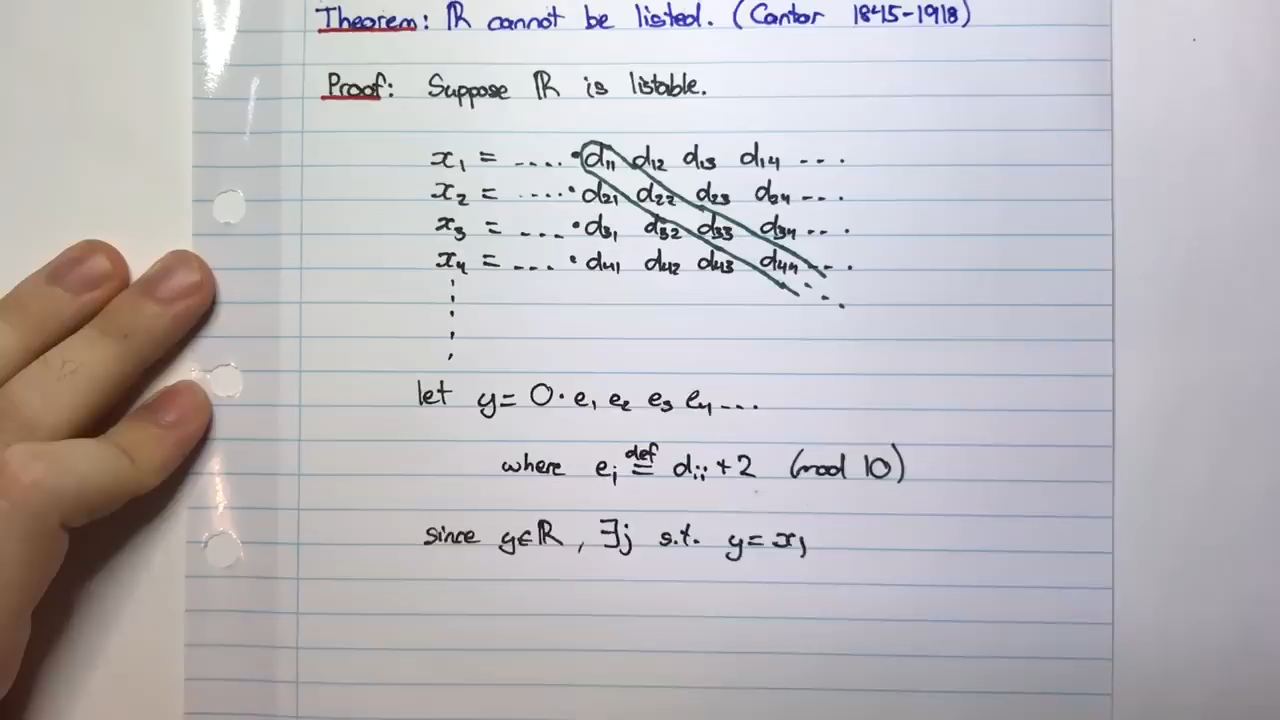 Theorem: ℝ cannot be listed. (Cantor 1845-1918)
Proof: Suppose ℝ is listable.
x₁ = .... • d₁₁ d₁₂ d₁₃ d₁₄ ...
x₂ = .... • d₂₁ d₂₂ d₂₃ d₂₄ ...
x₃ = .... • d₃₁ d₃₂ d₃₃ d₃₄ ...
x₄ = .... • d₄₁ d₄₂ d₄₃ d₄₄ ...
let y = 0 · e₁ e₂ e₃ e₄ ...
where eᵢ ≝ dᵢᵢ + 2 (mod 10)
since y∈ℝ, ∃j s.t. y = xⱼ